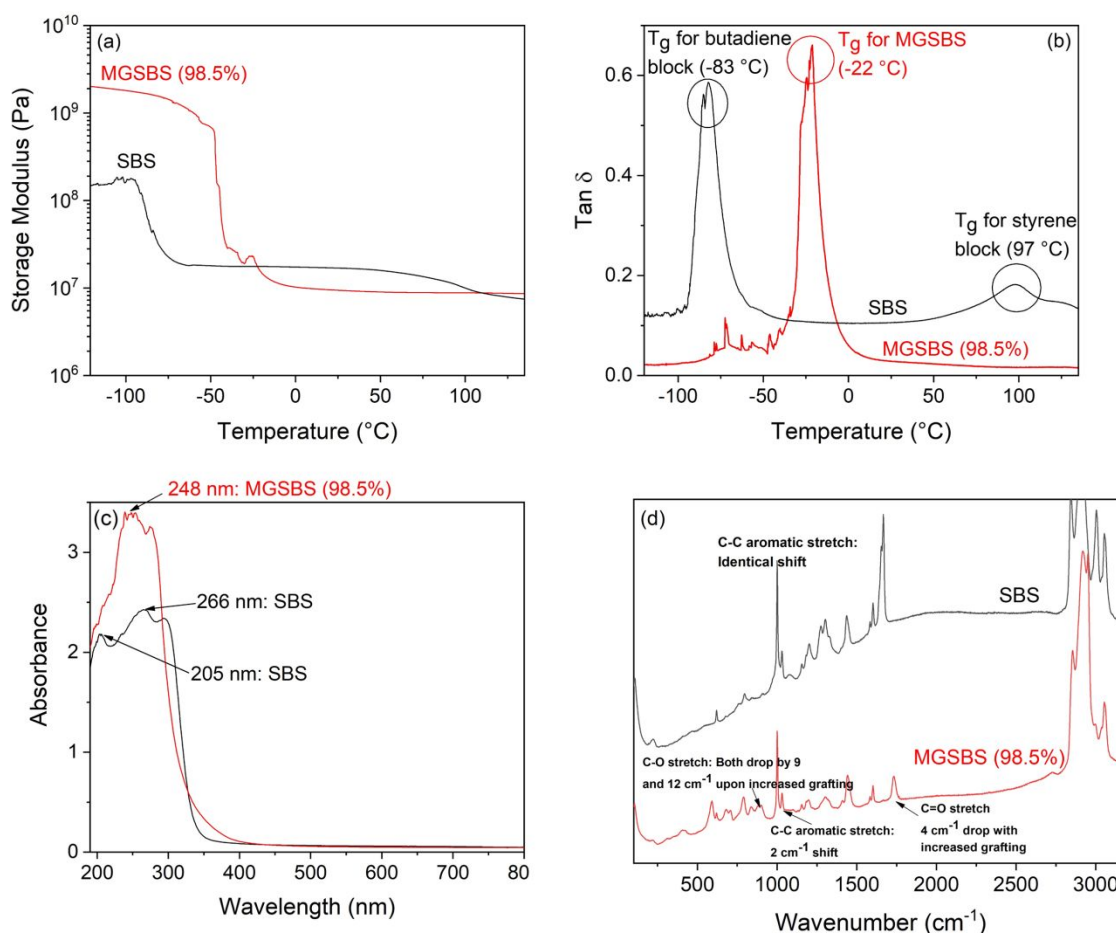 (a)
10^10
10^9
10^8
10^7
10^6
MGSBS (98.5%)
SBS
Storage Modulus (Pa)
-100 -50 0 50 100
Temperature (°C)
(b)
Tg for butadiene
block (-83 °C)
Tg for MGSBS
(-22 °C)
Tg for styrene
block (97 °C)
SBS
MGSBS (98.5%)
0.6
0.4
0.2
0.0
Tan δ
-100 -50 0 50 100
Temperature (°C)
(c)
248 nm: MGSBS (98.5%)
266 nm: SBS
205 nm: SBS
3
2
1
0
Absorbance
200 300 400 500 600 700 80
Wavelength (nm)
(d)
C-C aromatic stretch:
Identical shift
SBS
C-O stretch: Both drop by 9
and 12 cm-1 upon increased grafting
MGSBS (98.5%)
C=O stretch
4 cm-1 drop with
increased grafting
C-C aromatic stretch:
2 cm-1 shift
500 1000 1500 2000 2500 3000
Wavenumber (cm-1)